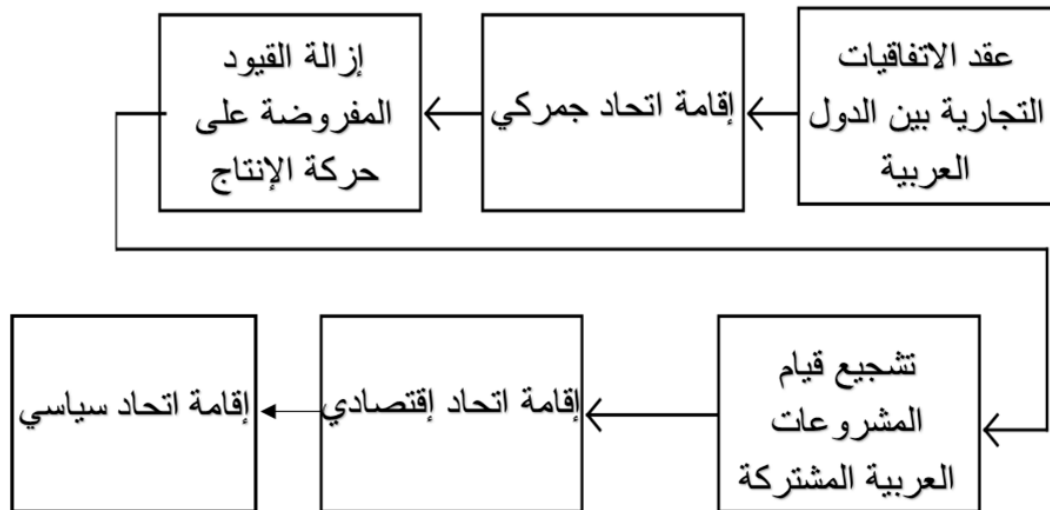 عقد الاتفاقيات
التجارية بين الدول
العربية
إقامة اتحاد جمركي
إزالة القيود
المفروضة على
حركة الإنتاج
تشجيع قيام
المشروعات
العربية المشتركة
إقامة اتحاد إقتصادي
إقامة اتحاد سياسي